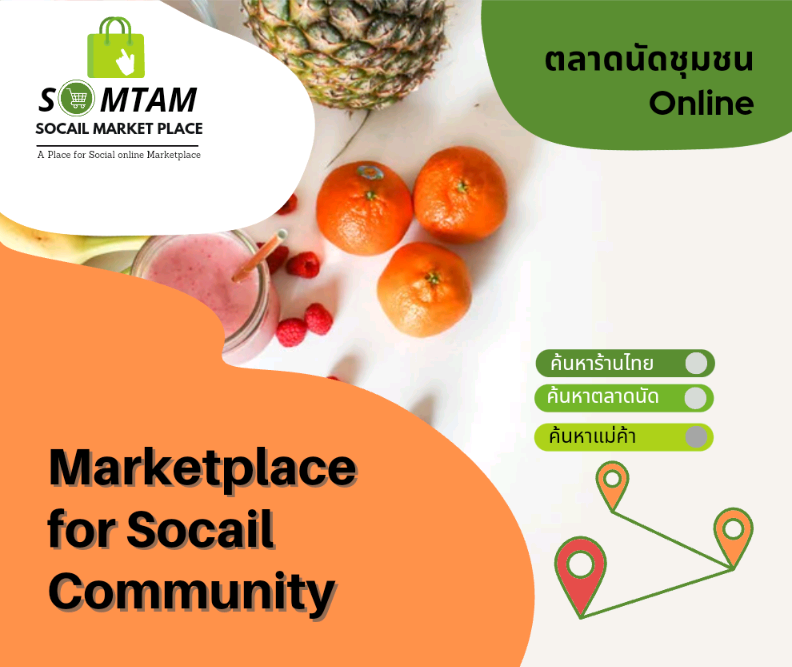 SOMTAM
SOCAIL MARKET PLACE
A Place for Social online Marketplace
ตลาดนัดชุมชน
Online
ค้นหาร้านไทย
ค้นหาตลาดนัด
ค้นหาแม่ค้า
Marketplace
for Socail
Community